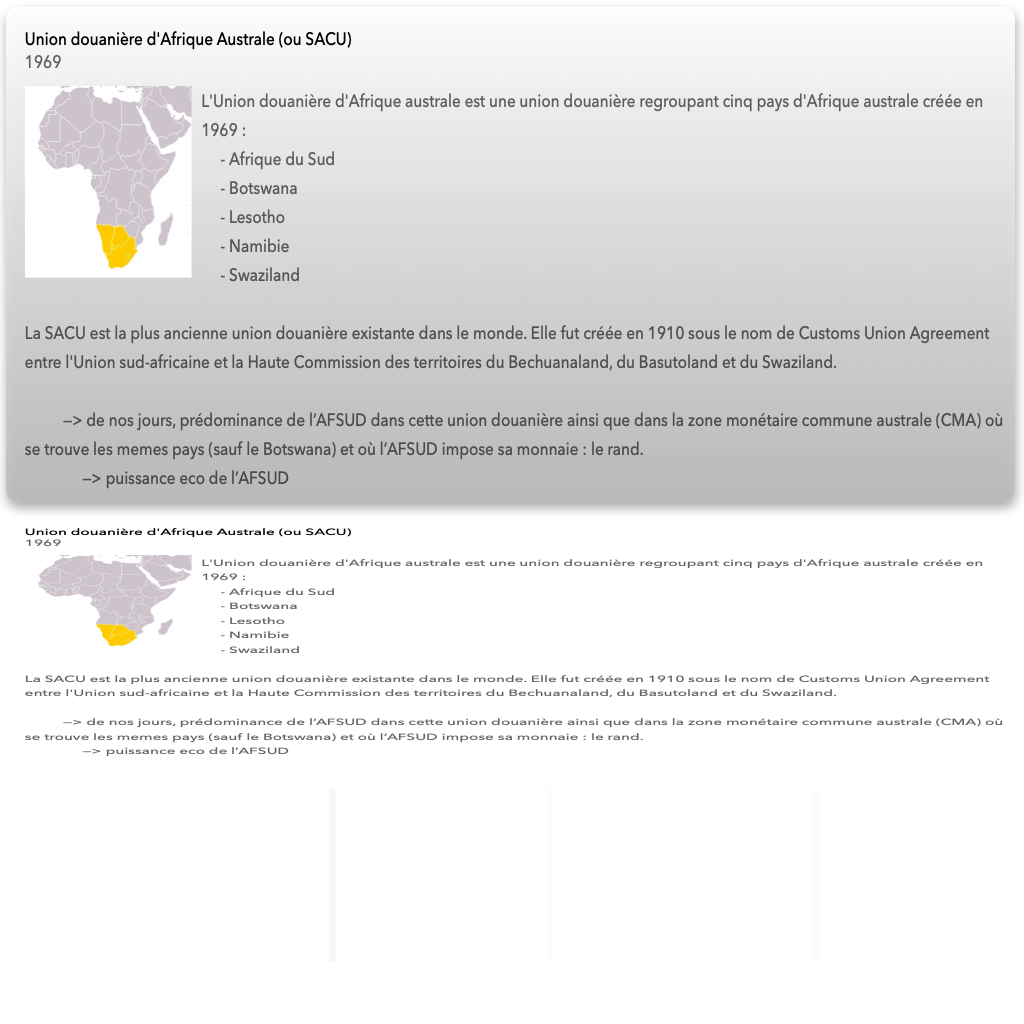 Union douanière d'Afrique Australe (ou SACU)
1969
L'Union douanière d'Afrique australe est une union douanière regroupant cinq pays d'Afrique australe créée en
1969 :
- Afrique du Sud
- Botswana
- Lesotho
- Namibie
- Swaziland
La SACU est la plus ancienne union douanière existante dans le monde. Elle fut créée en 1910 sous le nom de Customs Union Agreement
entre l'Union sud-africaine et la Haute Commission des territoires du Bechuanaland, du Basutoland et du Swaziland.
—> de nos jours, prédominance de l’AFSUD dans cette union douanière ainsi que dans la zone monétaire commune australe (CMA) où
se trouve les memes pays (sauf le Botswana) et où l’AFSUD impose sa monnaie : le rand.
—> puissance eco de l’AFSUD
Union douanière d'Afrique Australe (ou SACU)
1969
L'Union douanière d'Afrique australe est une union douanière regroupant cinq pays d'Afrique australe créée en
1969 :
- Afrique du Sud
- Botswana
- Lesotho
- Namibie
- Swaziland
La SACU est la plus ancienne union douanière existante dans le monde. Elle fut créée en 1910 sous le nom de Customs Union Agreement
entre l'Union sud-africaine et la Haute Commission des territoires du Bechuanaland, du Basutoland et du Swaziland.
—> de nos jours, prédominance de l’AFSUD dans cette union douanière ainsi que dans la zone monétaire commune australe (CMA) où
se trouve les memes pays (sauf le Botswana) et où l’AFSUD impose sa monnaie : le rand.
—> puissance eco de l’AFSUD